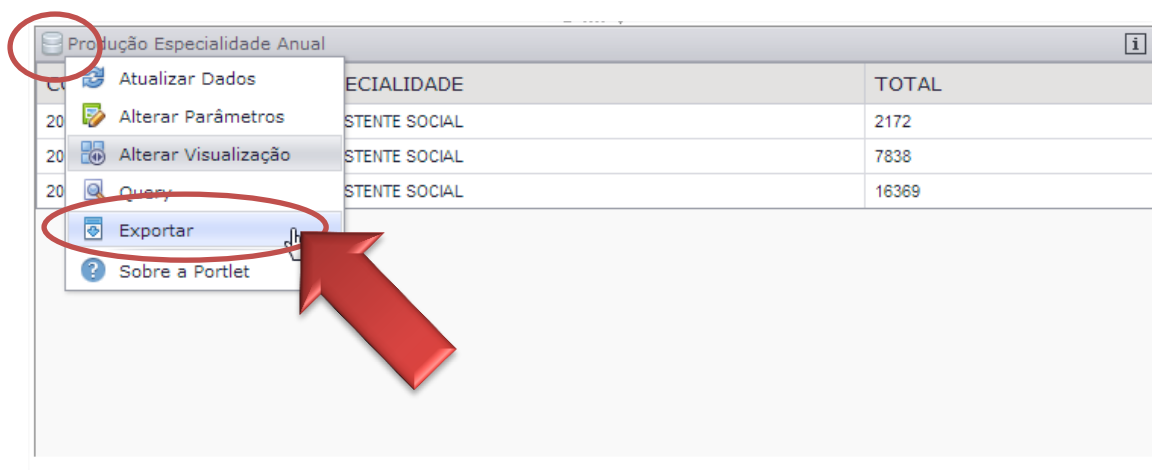 Produção Especialidade Anual
i
ECIALIDADE TOTAL
Atualizar Dados
20 Alterar Parâmetros STENTE SOCIAL 2172
20 Alterar Visualização STENTE SOCIAL 7838
20 Query STENTE SOCIAL 16369
Exportar
? Sobre a Portlet